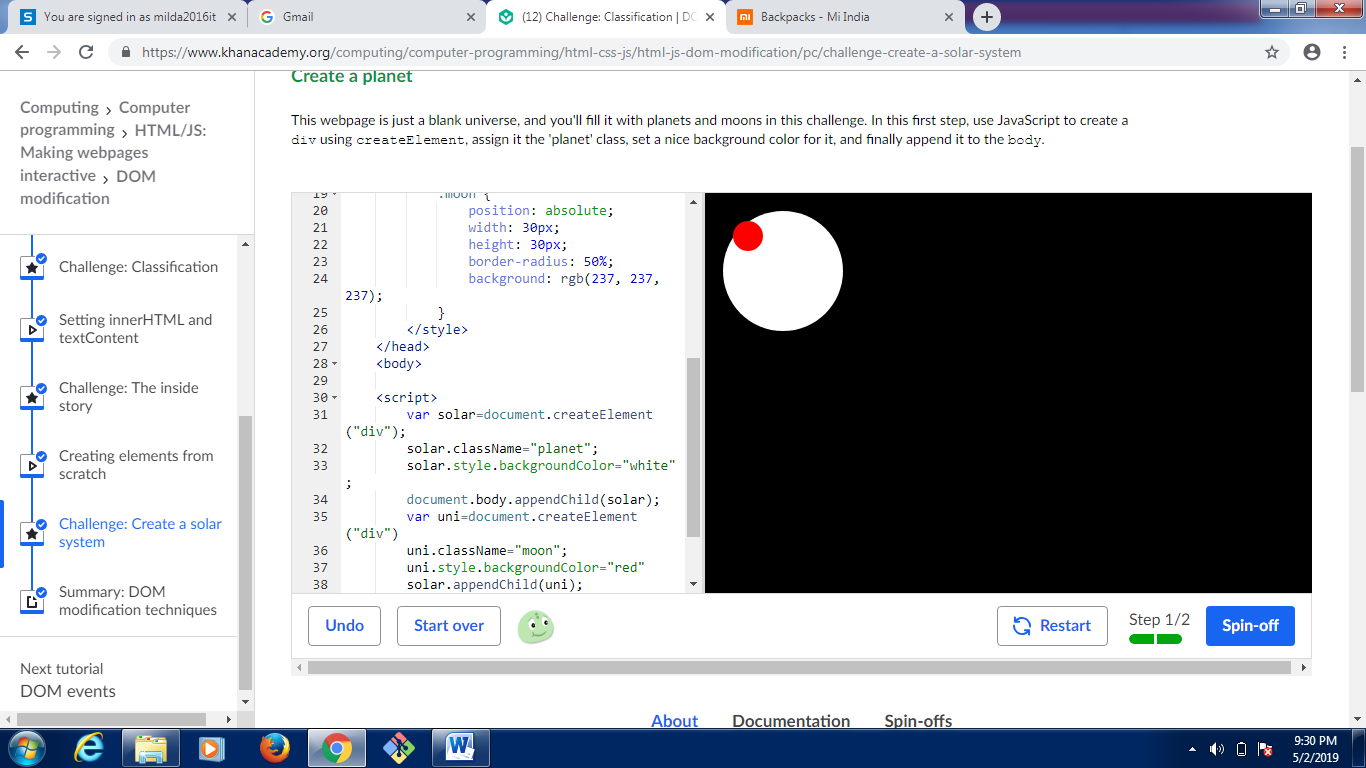 You are signed in as milda2016it
Gmail
(12) Challenge: Classification | DC
Backpacks - Mi India
https://www.khanacademy.org/computing/computer-programming/html-css-js/html-js-dom-modification/pc/challenge-create-a-solar-system
Computing > Computer
programming > HTML/JS:
Making webpages
interactive > DOM
modification
Challenge: Classification
Setting innerHTML and
textContent
Challenge: The inside
story
Creating elements from
scratch
Challenge: Create a solar
system
Summary: DOM
modification techniques
Next tutorial
DOM events
Create a planet
This webpage is just a blank universe, and you'll fill it with planets and moons in this challenge. In this first step, use JavaScript to create a
div using createElement, assign it the 'planet' class, set a nice background color for it, and finally append it to the body.
19 .moon {
20 position: absolute;
21 width: 30px;
22 height: 30px;
23 border-radius: 50%;
24 background: rgb(237, 237,
237);
25 }
26 </style>
27 </head>
28 <body>
29
30 <script>
31 var solar=document.createElement
("div");
32 solar.className="planet";
33 solar.style.backgroundColor="white"
;
34 document.body.appendChild(solar);
35 var uni=document.createElement
("div")
36 uni.className="moon";
37 uni.style.backgroundColor="red"
38 solar.appendChild(uni);
Undo
Start over
Restart
Step 1/2
Spin-off
About
Documentation
Spin-offs
9:30 PM
5/2/2019